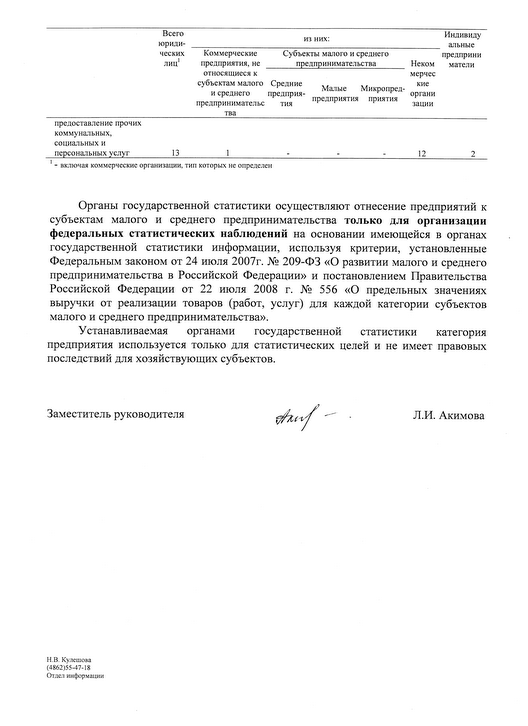 Всего юриди-ческих лиц¹
из них:
Индивиду альные предприни матели
Коммерческие предприятия, не относящиеся к субъектам малого и среднего предпринимательс тва
Субъекты малого и среднего предпринимательства
Неком мерчес кие органи зации
Средние предприя-тия
Малые предприятия
Микропред-приятия
предоставление прочих
коммунальных,
социальных и
персональных услуг 13 1 - - - 12 2
¹ - включая коммерческие организации, тип которых не определен
Органы государственной статистики осуществляют отнесение предприятий к
субъектам малого и среднего предпринимательства только для организации
федеральных статистических наблюдений на основании имеющейся в органах
государственной статистики информации, используя критерии, установленные
Федеральным законом от 24 июля 2007г. № 209-ФЗ «О развитии малого и среднего
предпринимательства в Российской Федерации» и постановлением Правительства
Российской Федерации от 22 июля 2008 г. № 556 «О предельных значениях
выручки от реализации товаров (работ, услуг) для каждой категории субъектов
малого и среднего предпринимательства».
Устанавливаемая органами государственной статистики категория
предприятия используется только для статистических целей и не имеет правовых
последствий для хозяйствующих субъектов.
Заместитель руководителя Л.И. Акимова
Н.В. Кулешова
(4862)55-47-18
Отдел информации